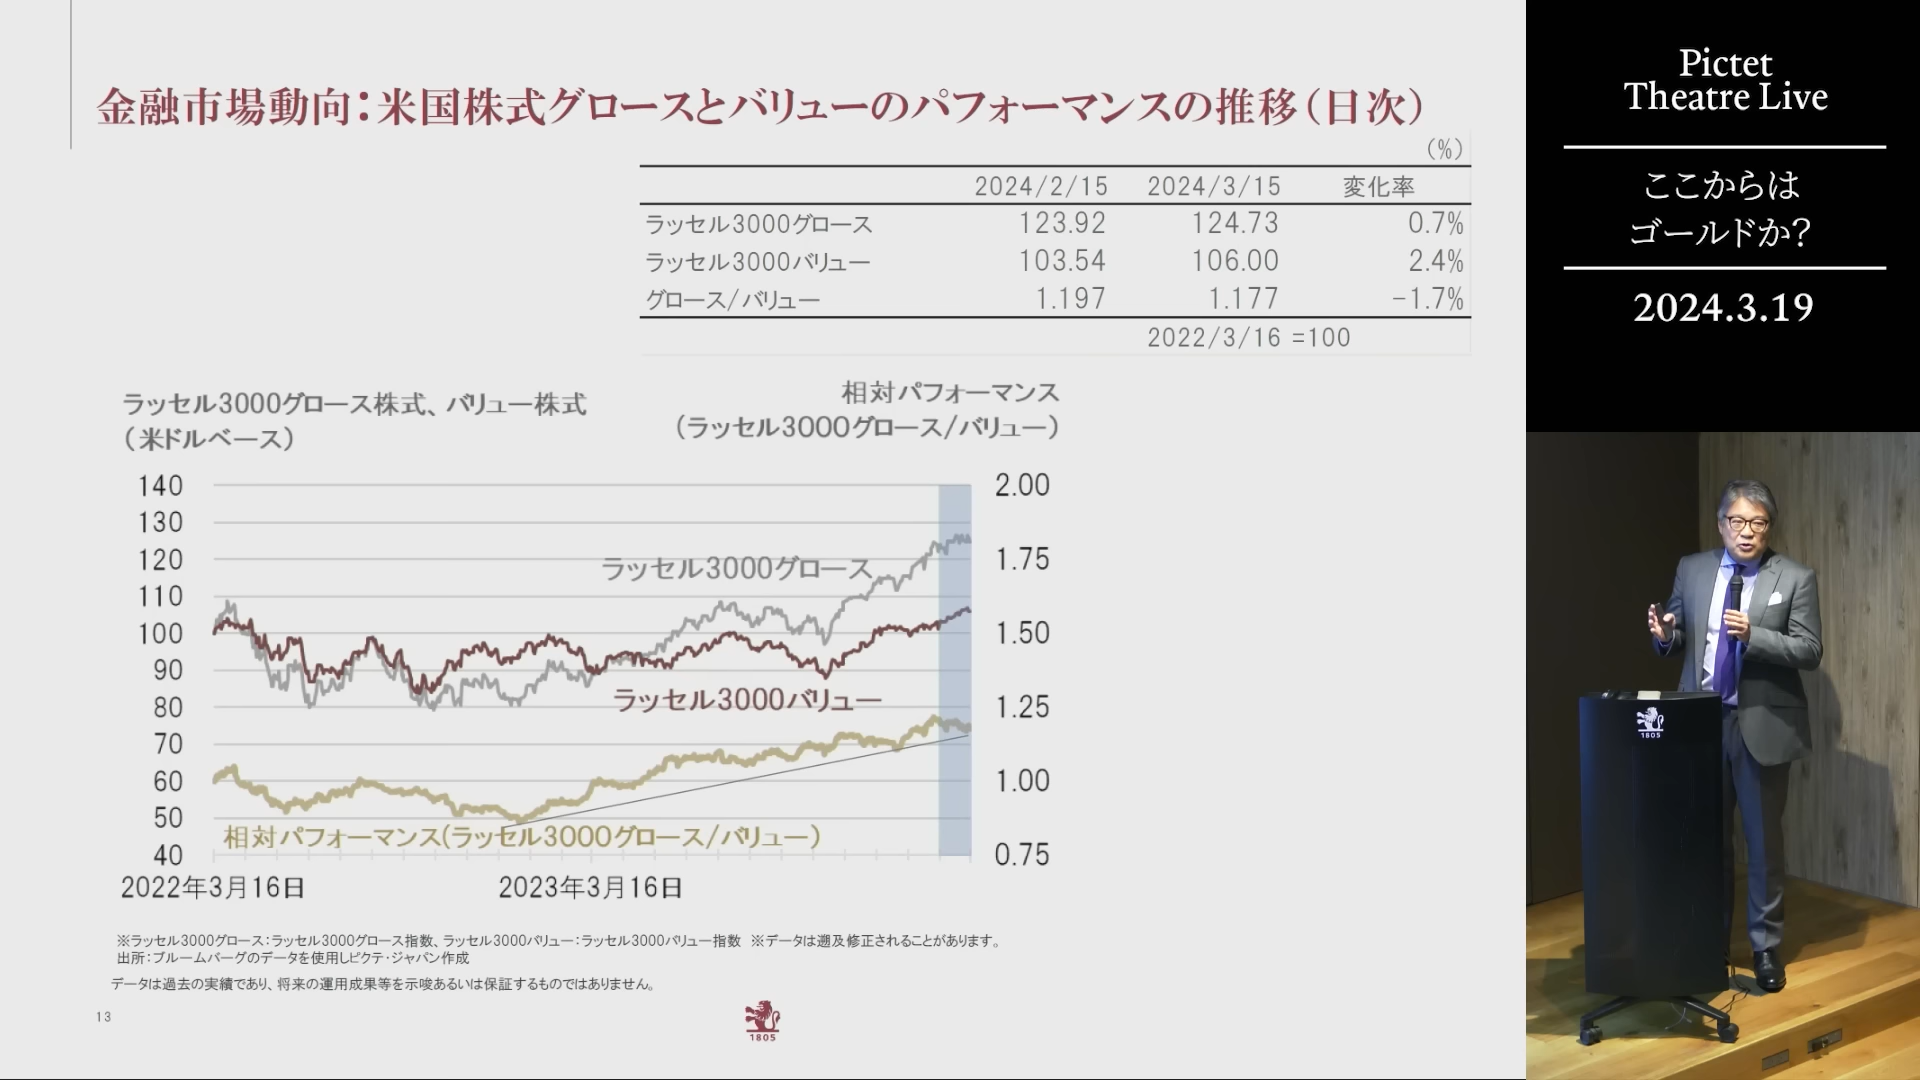 金融市場動向：米国株式グロースとバリューのパフォーマンスの推移（日次）
(%)
2024/2/15 2024/3/15 変化率
ラッセル3000グロース 123.92 124.73 0.7%
ラッセル3000バリュー 103.54 106.00 2.4%
グロース/バリュー 1.197 1.177 -1.7%
2022/3/16 =100
ラッセル3000グロース株式、バリュー株式
（米ドルベース）
相対パフォーマンス
（ラッセル3000グロース/バリュー）
140 2.00
130
120 1.75
110
100 1.50
90
80 1.25
70
60 1.00
50
40 0.75
ラッセル3000グロース
ラッセル3000バリュー
相対パフォーマンス(ラッセル3000グロース/バリュー)
2022年3月16日 2023年3月16日
※ラッセル3000グロース：ラッセル3000グロース指数、ラッセル3000バリュー：ラッセル3000バリュー指数 ※データは遡及修正されることがあります。
出所：ブルームバーグのデータを使用しピクテ・ジャパン作成
データは過去の実績であり、将来の運用成果等を示唆あるいは保証するものではありません。
13
1805
Pictet
Theatre Live
ここからは
ゴールドか？
2024.3.19
1805